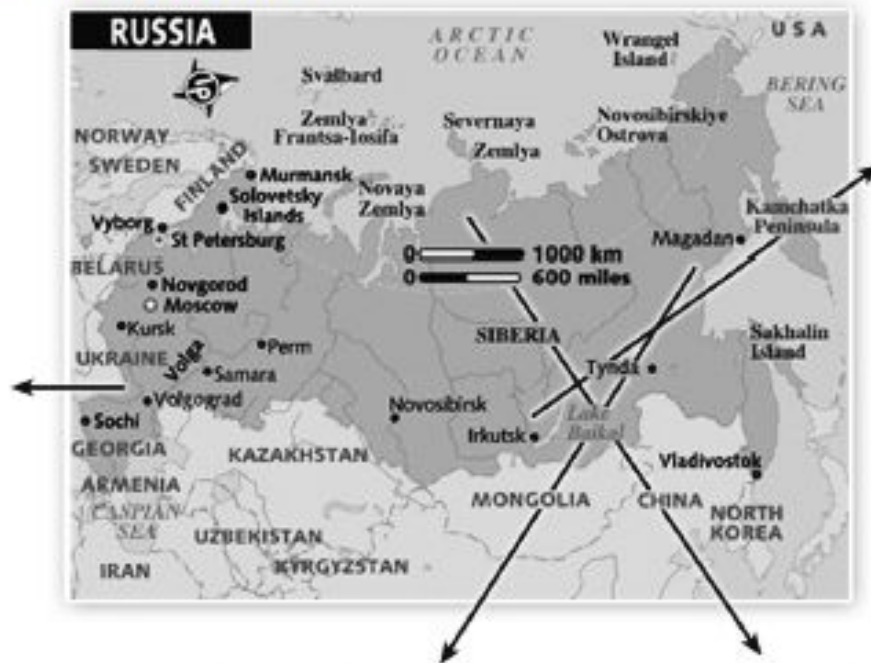 RUSSIA
ARCTIC
OCEAN
Wrangel
Island
USA
BERING
SEA
Svalbard
Zemlya
Frantsa-Iosifa
Severnaya
Zemlya
Novosibirskiye
Ostrova
NORWAY
SWEDEN
FINLAND
Murmansk
Solovetsky
Islands
Novaya
Zemlya
Kamchatka
Peninsula
Vyborg
St Petersburg
Magadan
BELARUS
0 1000 km
0 600 miles
Novgorod
Moscow
Kursk
SIBERIA
Sakhalin
Island
UKRAINE
Volga
Perm
Samara
Tynda
Volgograd
Novosibirsk
Lake
Baikal
Sochi
Irkutsk
GEORGIA
KAZAKHSTAN
Vladivostok
ARMENIA
MONGOLIA
CHINA
CASPIAN
SEA
NORTH
KOREA
UZBEKISTAN
IRAN
KYRGYZSTAN